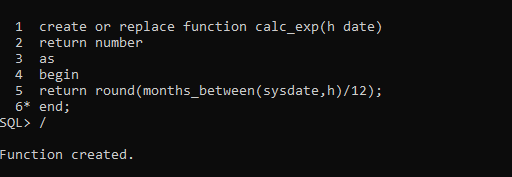 1  create or replace function calc_exp(h date)
2  return number
3  as
4  begin
5  return round(months_between(sysdate,h)/12);
6* end;
SQL> /
Function created.